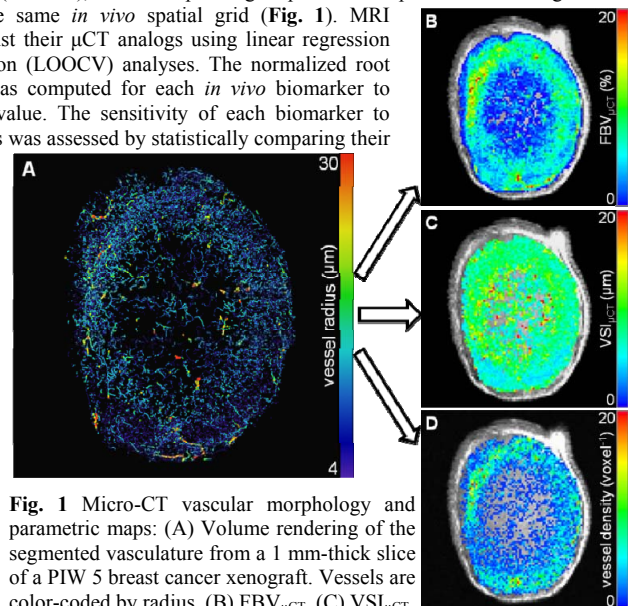 e same in vivo spatial grid (Fig. 1). MRI
st their μCT analogs using linear regression
on (LOOCV) analyses. The normalized root
as computed for each in vivo biomarker to
value. The sensitivity of each biomarker to
s was assessed by statistically comparing their
A
30
vessel radius (μm)
4
B
20
FBVμCT (%)
0
C
20
VSIμCT (μm)
0
D
20
vessel density (voxel⁻¹)
0
Fig. 1 Micro-CT vascular morphology and
parametric maps: (A) Volume rendering of the
segmented vasculature from a 1 mm-thick slice
of a PIW 5 breast cancer xenograft. Vessels are
color-coded by radius. (B) FBVμCT, (C) VSIμCT,